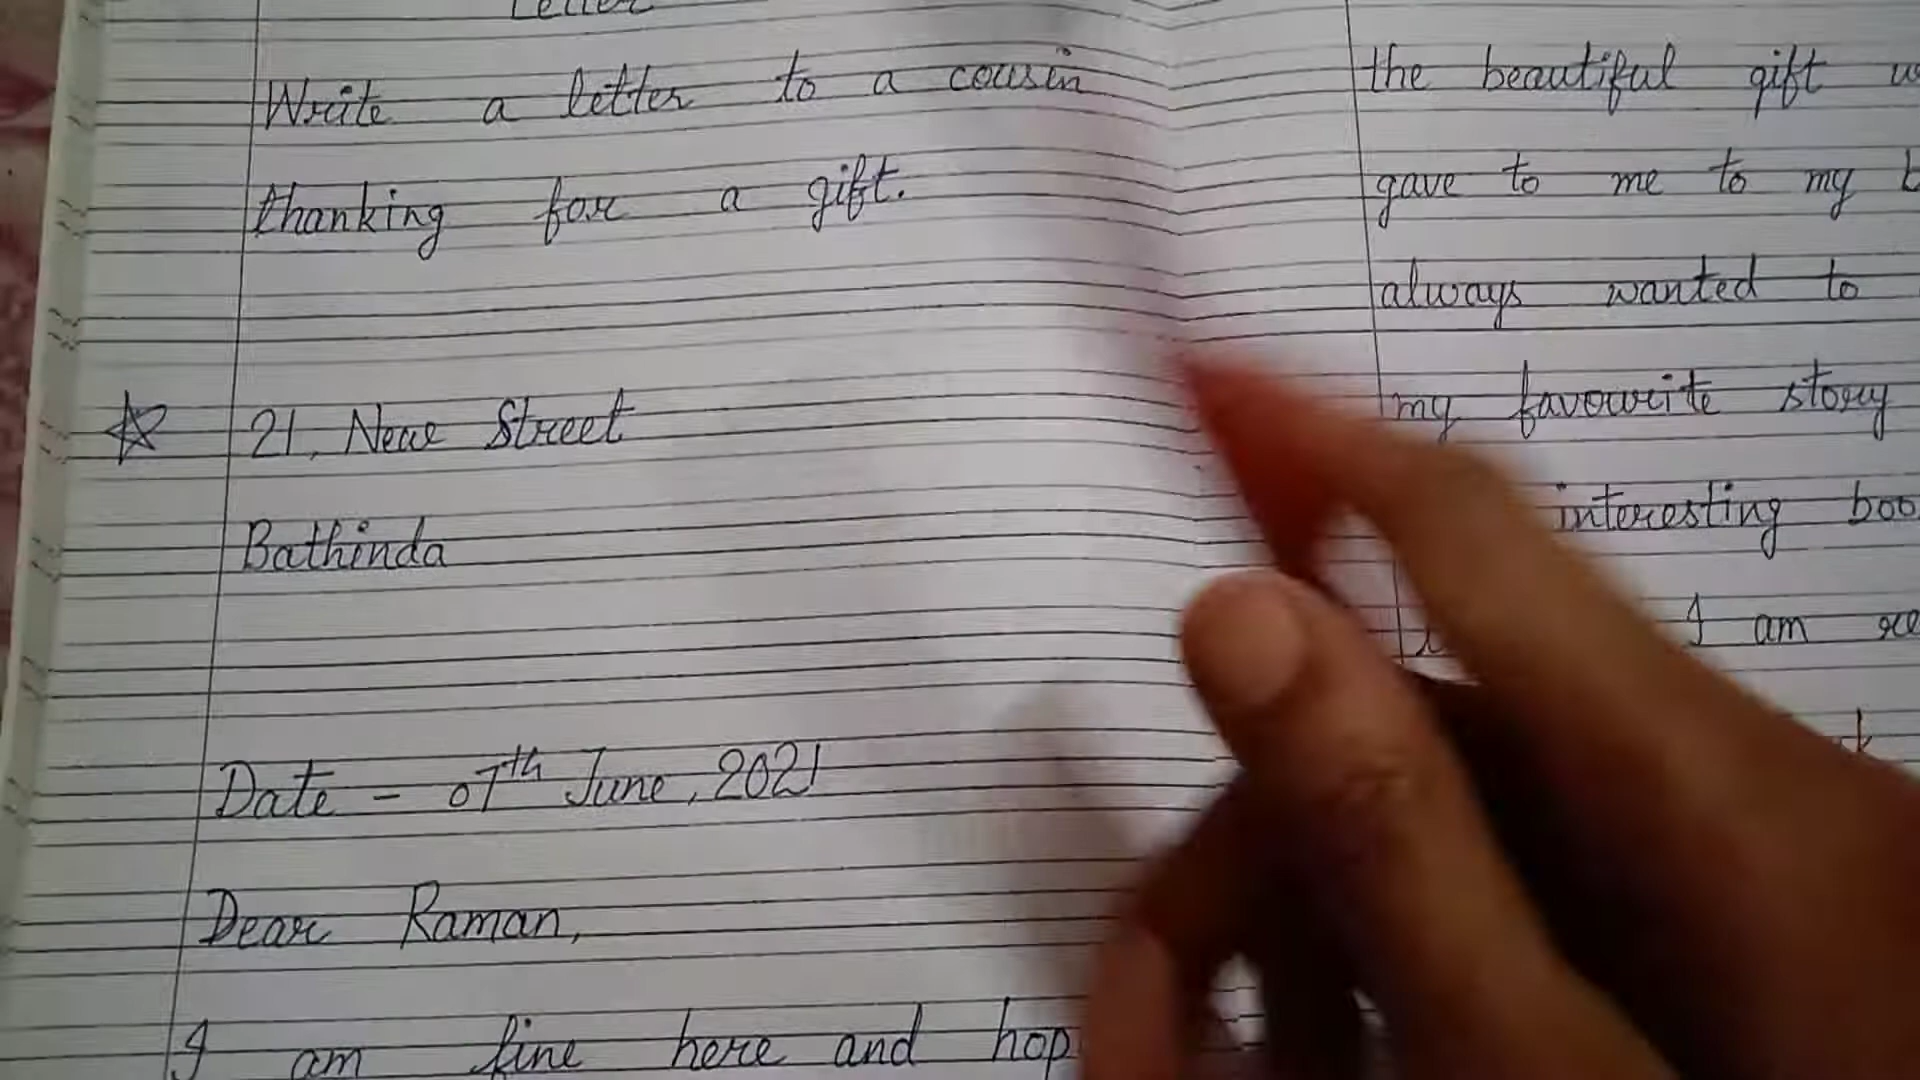 Letter
Write a letter to a cousin
thanking for a gift.
21, Near Street
Bathinda
Date - 07th June, 2021
Dear Raman,
I am fine here and hop
the beautiful gift
gave to me to my
always wanted to
my favourite story
interesting boo
I am